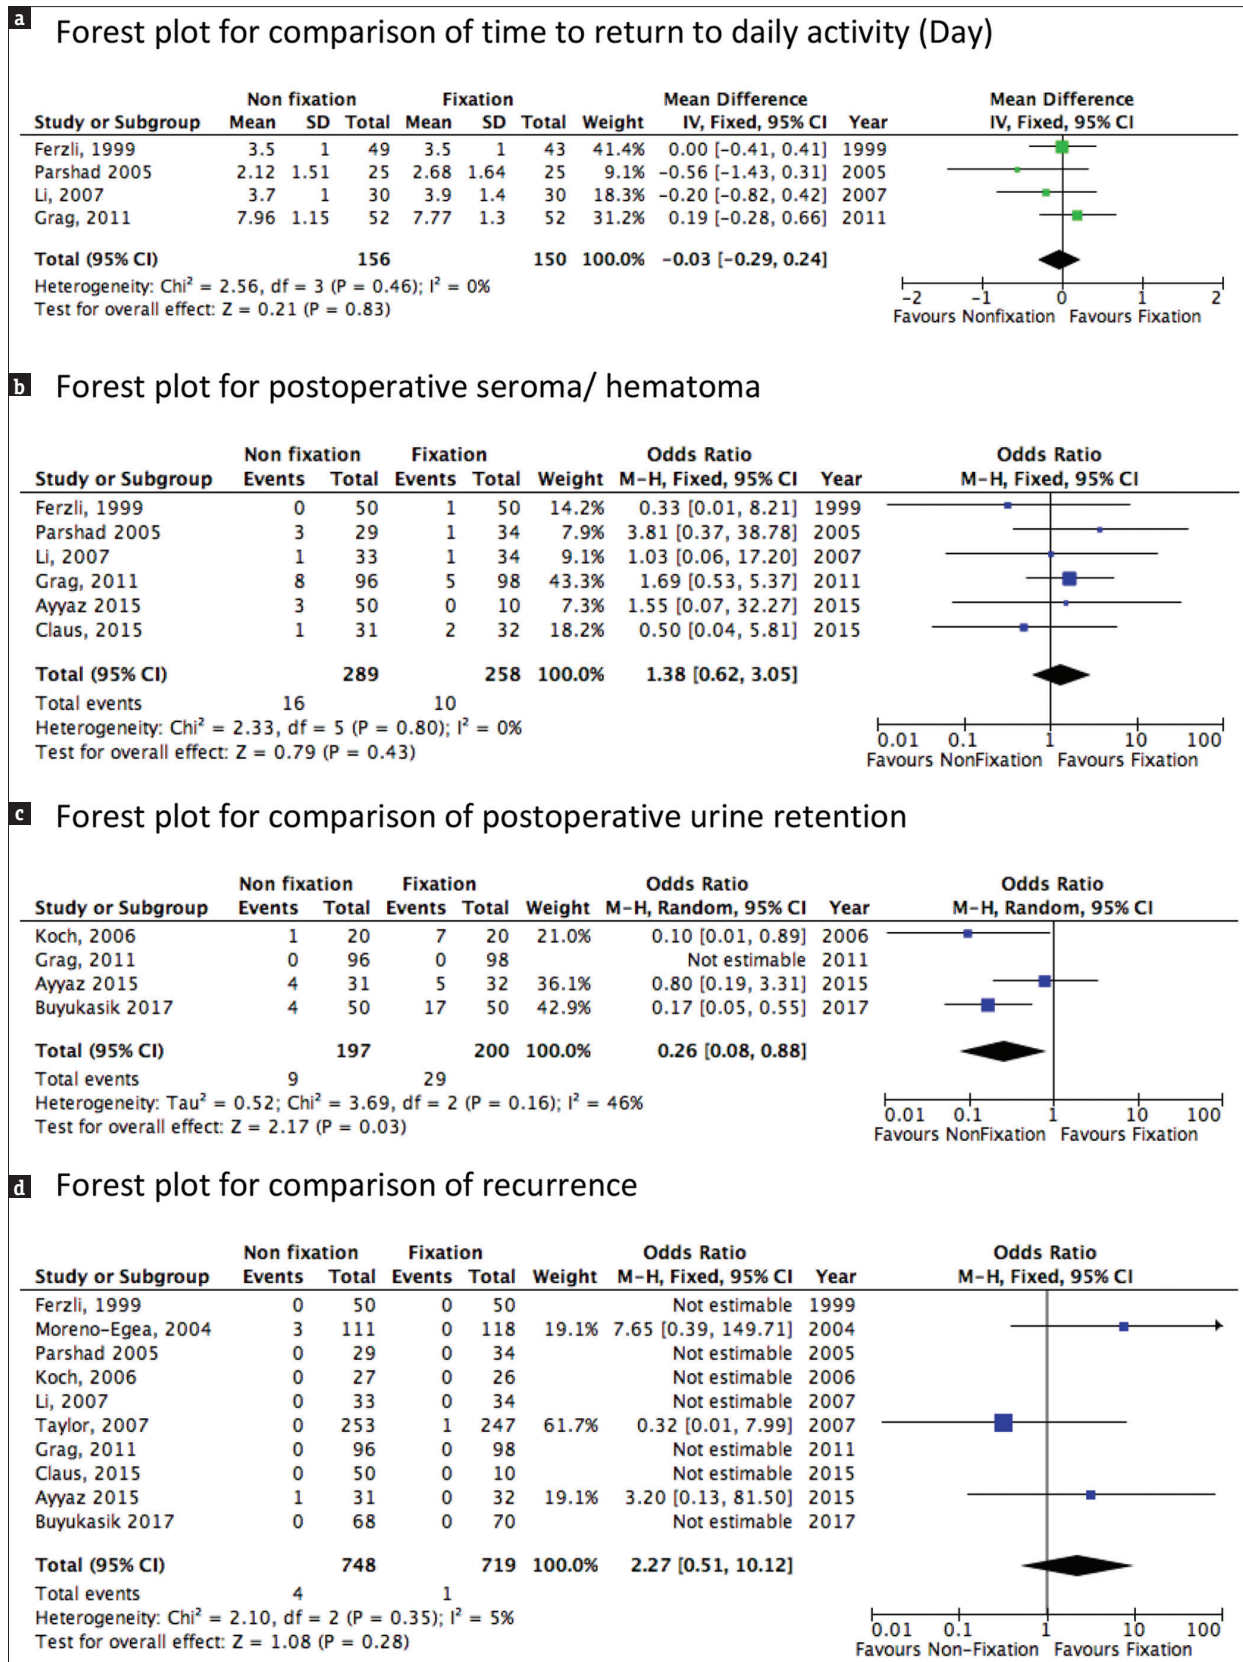 a Forest plot for comparison of time to return to daily activity (Day)
Non fixation Fixation Mean Difference Mean Difference
Study or Subgroup Mean SD Total Mean SD Total Weight IV, Fixed, 95% CI Year IV, Fixed, 95% CI
Ferzli, 1999 3.5 1 49 3.5 1 43 41.4% 0.00 [−0.41, 0.41] 1999
Parshad 2005 2.12 1.51 25 2.68 1.64 25 9.1% −0.56 [−1.43, 0.31] 2005
Li, 2007 3.7 1 30 3.9 1.4 30 18.3% −0.20 [−0.82, 0.42] 2007
Grag, 2011 7.96 1.15 52 7.77 1.3 52 31.2% 0.19 [−0.28, 0.66] 2011
Total (95% CI) 156 150 100.0% −0.03 [−0.29, 0.24]
Heterogeneity: Chi² = 2.56, df = 3 (P = 0.46); I² = 0%
Test for overall effect: Z = 0.21 (P = 0.83)
−2 −1 0 1 2
Favours Nonfixation Favours Fixation
b Forest plot for postoperative seroma/ hematoma
Non fixation Fixation Odds Ratio Odds Ratio
Study or Subgroup Events Total Events Total Weight M−H, Fixed, 95% CI Year M−H, Fixed, 95% CI
Ferzli, 1999 0 50 1 50 14.2% 0.33 [0.01, 8.21] 1999
Parshad 2005 3 29 1 34 7.9% 3.81 [0.37, 38.78] 2005
Li, 2007 1 33 1 34 9.1% 1.03 [0.06, 17.20] 2007
Grag, 2011 8 96 5 98 43.3% 1.69 [0.53, 5.37] 2011
Ayyaz 2015 3 50 0 10 7.3% 1.55 [0.07, 32.27] 2015
Claus, 2015 1 31 2 32 18.2% 0.50 [0.04, 5.81] 2015
Total (95% CI) 289 258 100.0% 1.38 [0.62, 3.05]
Total events 16 10
Heterogeneity: Chi² = 2.33, df = 5 (P = 0.80); I² = 0%
Test for overall effect: Z = 0.79 (P = 0.43)
0.01 0.1 1 10 100
Favours NonFixation Favours Fixation
c Forest plot for comparison of postoperative urine retention
Non fixation Fixation Odds Ratio Odds Ratio
Study or Subgroup Events Total Events Total Weight M−H, Random, 95% CI Year M−H, Random, 95% CI
Koch, 2006 1 20 7 20 21.0% 0.10 [0.01, 0.89] 2006
Grag, 2011 0 96 0 98 Not estimable 2011
Ayyaz 2015 4 31 5 32 36.1% 0.80 [0.19, 3.31] 2015
Buyukasik 2017 4 50 17 50 42.9% 0.17 [0.05, 0.55] 2017
Total (95% CI) 197 200 100.0% 0.26 [0.08, 0.88]
Total events 9 29
Heterogeneity: Tau² = 0.52; Chi² = 3.69, df = 2 (P = 0.16); I² = 46%
Test for overall effect: Z = 2.17 (P = 0.03)
0.01 0.1 1 10 100
Favours NonFixation Favours Fixation
d Forest plot for comparison of recurrence
Non fixation Fixation Odds Ratio Odds Ratio
Study or Subgroup Events Total Events Total Weight M−H, Fixed, 95% CI Year M−H, Fixed, 95% CI
Ferzli, 1999 0 50 0 50 Not estimable 1999
Moreno−Egea, 2004 3 111 0 118 19.1% 7.65 [0.39, 149.71] 2004
Parshad 2005 0 29 0 34 Not estimable 2005
Koch, 2006 0 27 0 26 Not estimable 2006
Li, 2007 0 33 0 34 Not estimable 2007
Taylor, 2007 0 253 1 247 61.7% 0.32 [0.01, 7.99] 2007
Grag, 2011 0 96 0 98 Not estimable 2011
Claus, 2015 0 50 0 10 Not estimable 2015
Ayyaz 2015 1 31 0 32 19.1% 3.20 [0.13, 81.50] 2015
Buyukasik 2017 0 68 0 70 Not estimable 2017
Total (95% CI) 748 719 100.0% 2.27 [0.51, 10.12]
Total events 4 1
Heterogeneity: Chi² = 2.10, df = 2 (P = 0.35); I² = 5%
Test for overall effect: Z = 1.08 (P = 0.28)
0.01 0.1 1 10 100
Favours Non−Fixation Favours Fixation